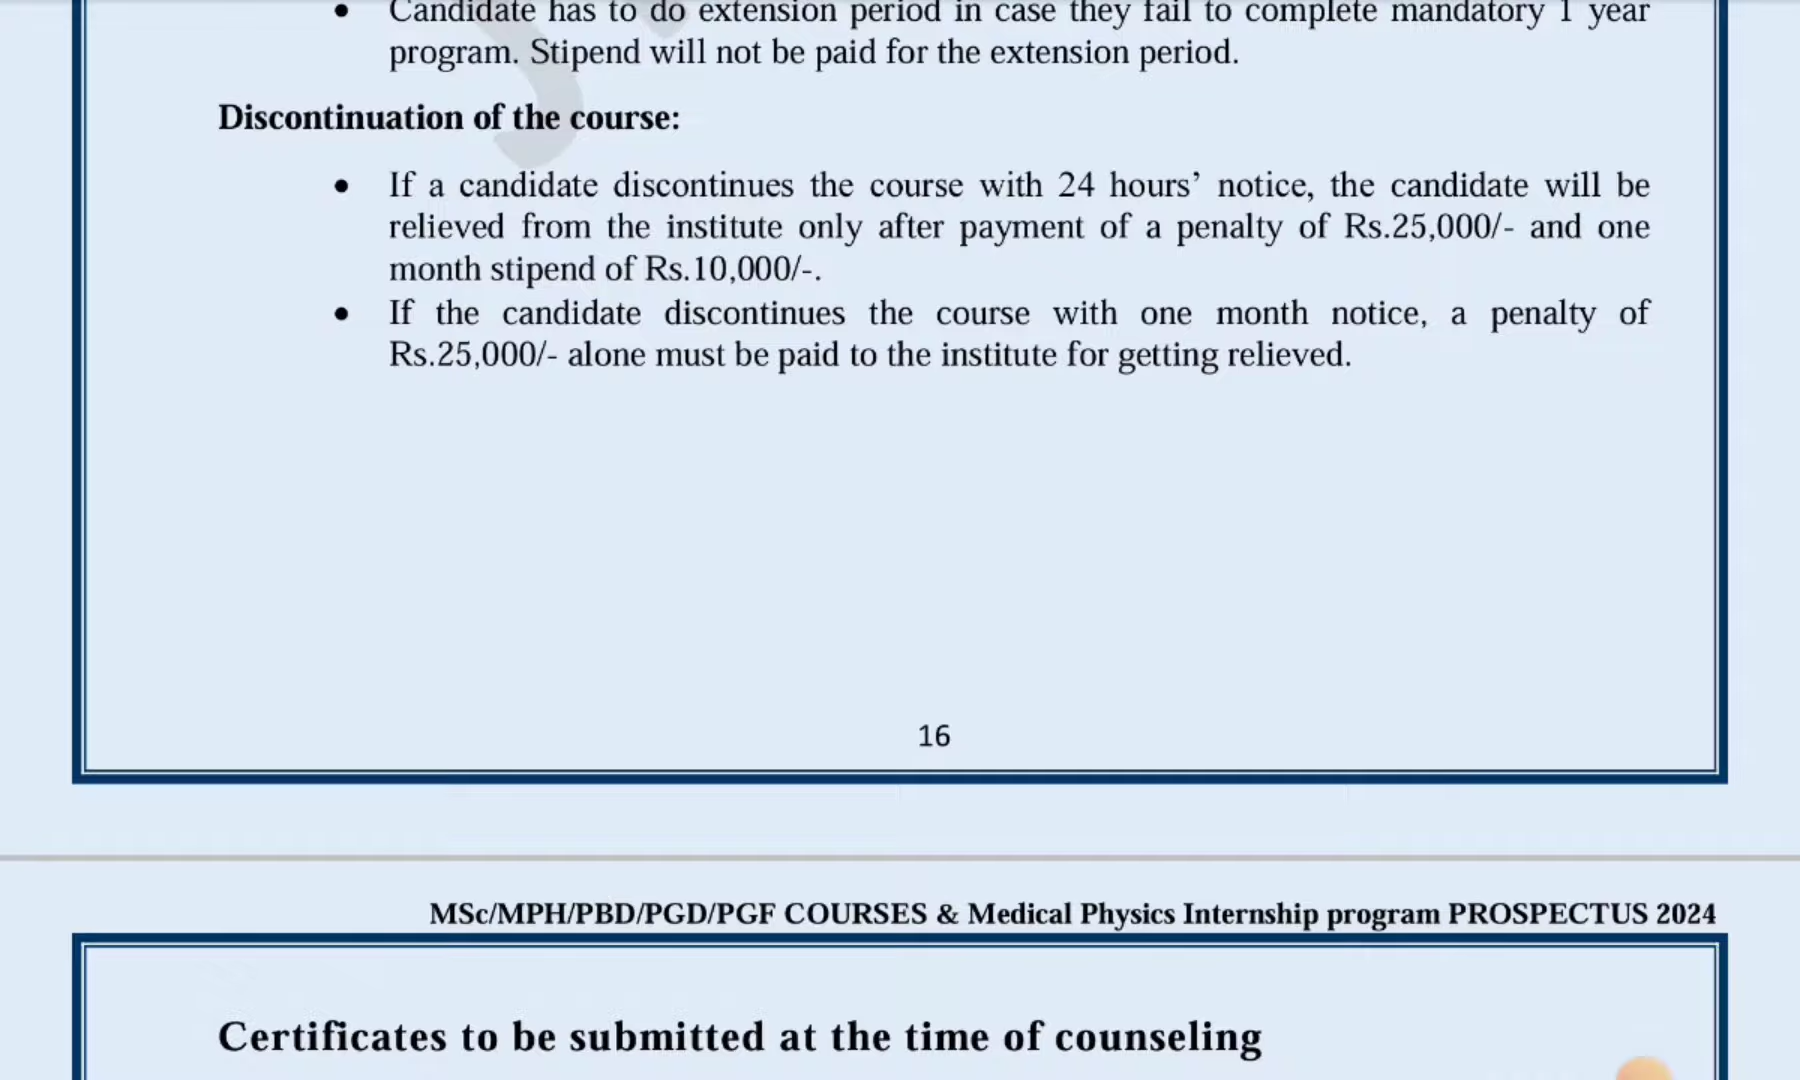 • Candidate has to do extension period in case they fail to complete mandatory 1 year
program. Stipend will not be paid for the extension period.
Discontinuation of the course:
• If a candidate discontinues the course with 24 hours’ notice, the candidate will be
relieved from the institute only after payment of a penalty of Rs.25,000/- and one
month stipend of Rs.10,000/-.
• If the candidate discontinues the course with one month notice, a penalty of
Rs.25,000/- alone must be paid to the institute for getting relieved.
16
MSc/MPH/PBD/PGD/PGF COURSES & Medical Physics Internship program PROSPECTUS 2024
Certificates to be submitted at the time of counseling